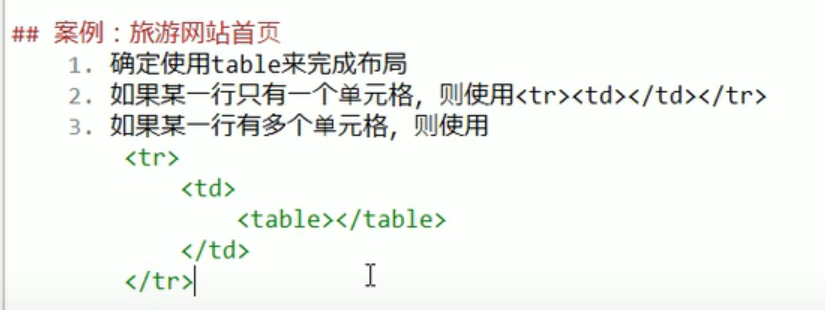 ## 案例：旅游网站首页
1. 确定使用table来完成布局
2. 如果某一行只有一个单元格，则使用<tr><td></td></tr>
3. 如果某一行有多个单元格，则使用
<tr>
<td>
<table></table>
</td>
</tr>